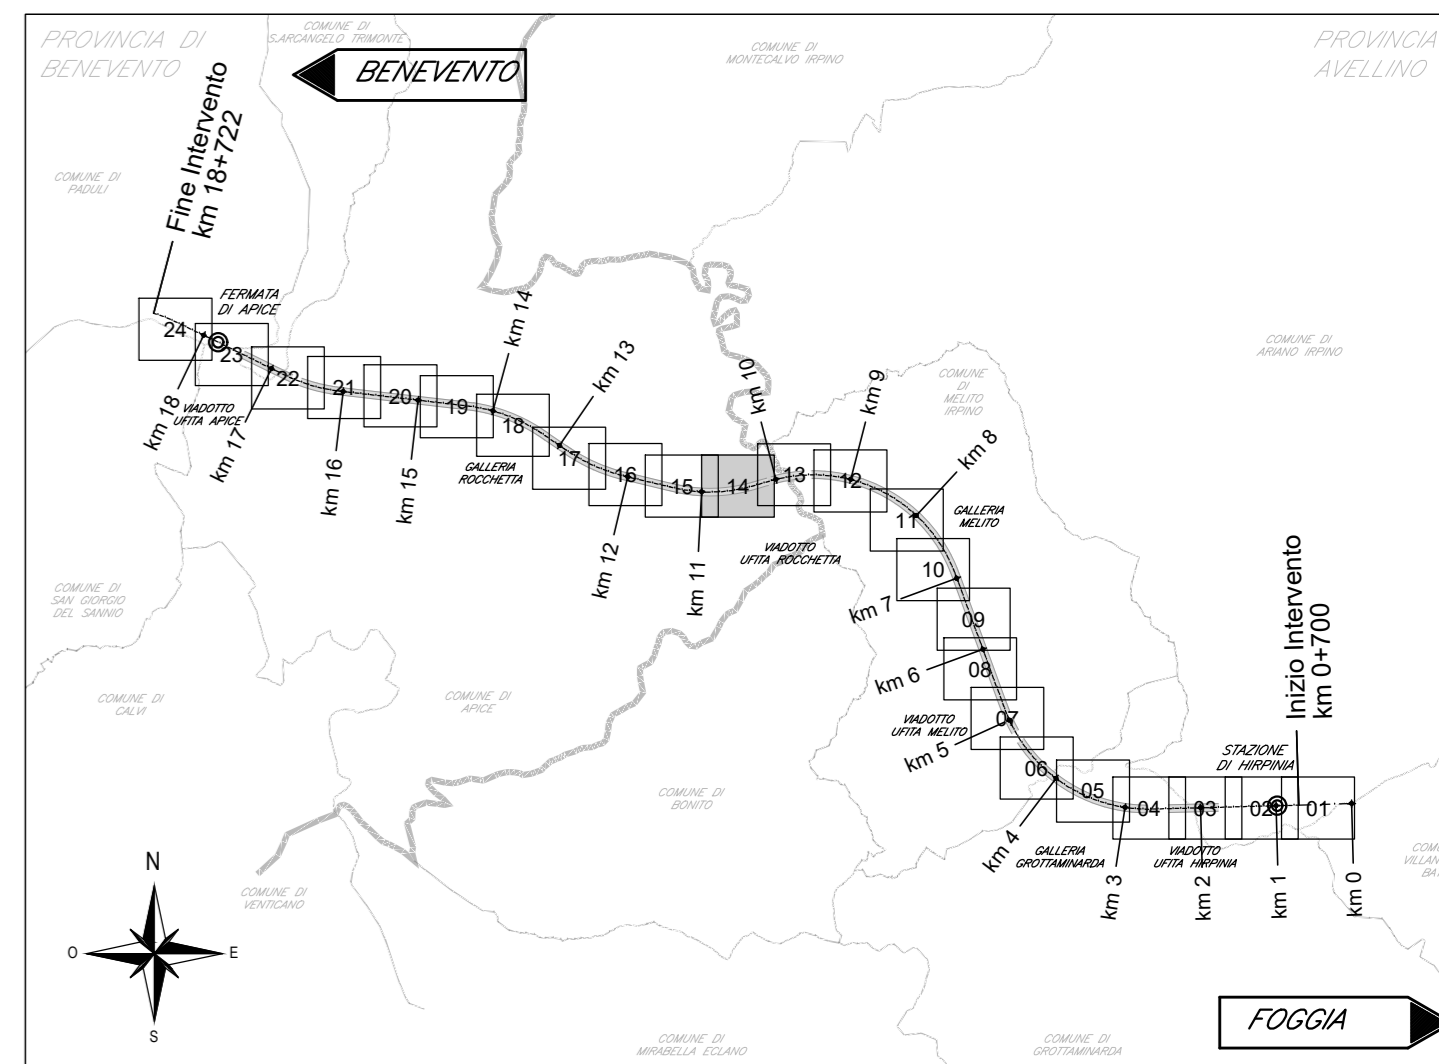 PROVINCIA DI
BENEVENTO
COMUNE DI
S.ARCANGELO TRIMONTE
BENEVENTO
COMUNE DI
MONTECALVO IRPINO
PROVINCIA
AVELLINO
COMUNE DI
PADULI
Fine Intervento
km 18+722
FERMATA
DI APICE
24
23
22
21
20
19
18
17
16
15
14
13
12
11
10
09
08
07
06
05
04
03
02
01
km 18
km 17
km 16
km 15
km 14
km 13
km 12
km 11
km 10
km 9
km 8
km 7
km 6
km 5
km 4
km 3
km 2
km 1
km 0
VIADOTTO
UFITA APICE
GALLERIA
ROCCHETTA
VIADOTTO
UFITA ROCCHETTA
GALLERIA
MELITO
COMUNE
DI
MELITO
IRPINO
COMUNE DI
ARIANO IRPINO
Inizio Intervento
km 0+700
STAZIONE
DI HIRPINIA
VIADOTTO
UFITA MELITO
GALLERIA
GROTTAMINARDA
VIADOTTO
UFITA HIRPINIA
COMUNE DI
SAN GIORGIO
DEL SANNIO
COMUNE DI
CALVI
COMUNE DI
APICE
COMUNE DI
BONITO
COMUNE DI
VENTICANO
COMUNE DI
MIRABELLA ECLANO
COMUNE DI
GROTTAMINARDA
N
O
E
S
FOGGIA